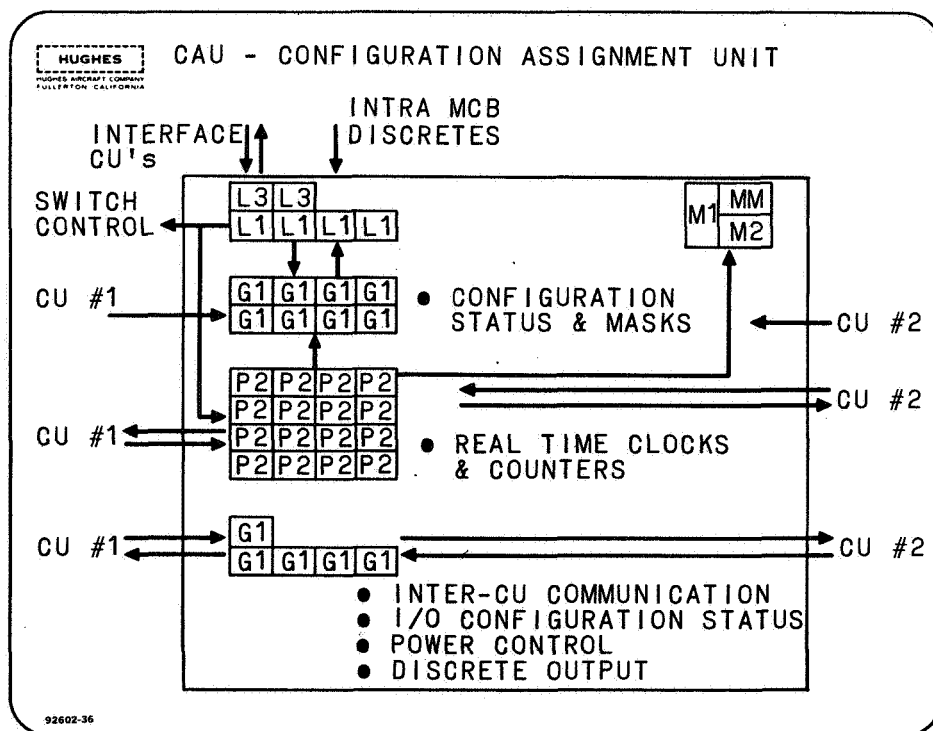 HUGHES
HUGHES AIRCRAFT COMPANY
FULLERTON CALIFORNIA
CAU - CONFIGURATION ASSIGNMENT UNIT
INTERFACE
CU's
INTRA MCB
DISCRETES
SWITCH
CONTROL
L3 L3
L1 L1 L1 L1
M1 MM
M2
CU #1
G1 G1 G1 G1
G1 G1 G1 G1
● CONFIGURATION
STATUS & MASKS
CU #2
P2 P2 P2 P2
P2 P2 P2 P2
P2 P2 P2 P2
P2 P2 P2 P2
CU #2
CU #1
● REAL TIME CLOCKS
& COUNTERS
CU #1
G1
G1 G1 G1 G1
CU #2
● INTER-CU COMMUNICATION
● I/O CONFIGURATION STATUS
● POWER CONTROL
● DISCRETE OUTPUT
92602-36